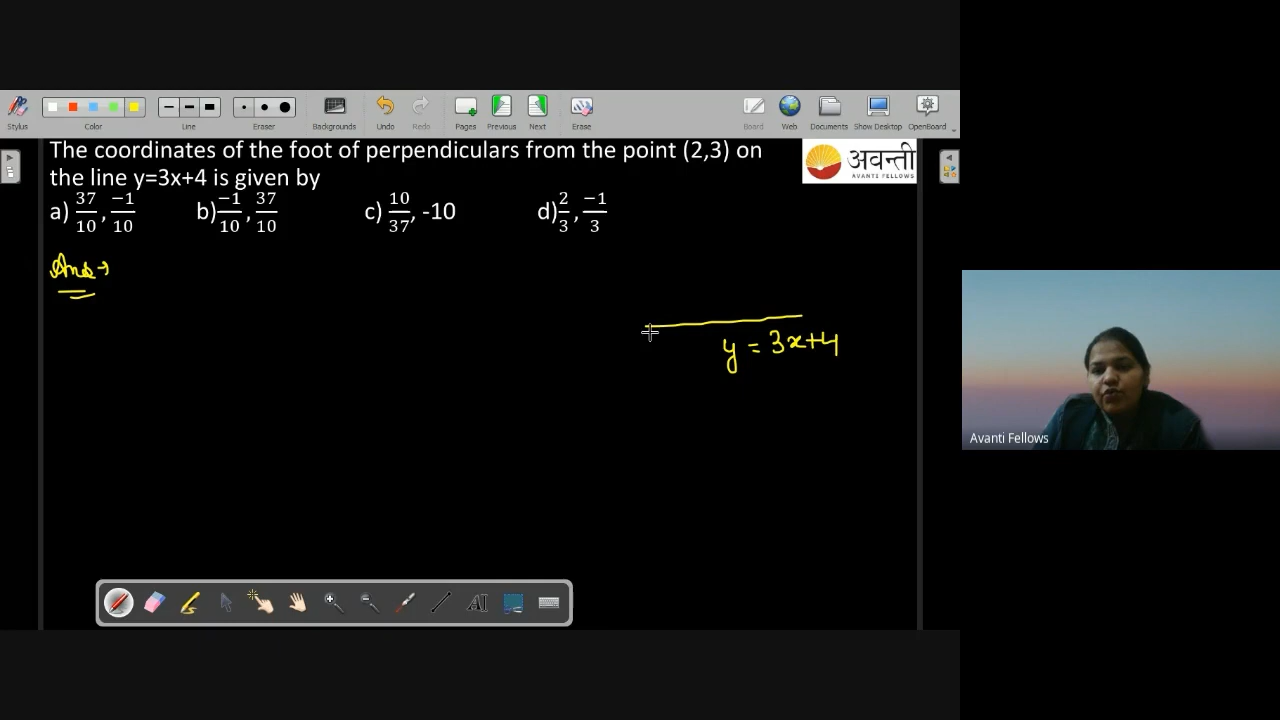 Stylus Color Line Eraser Backgrounds Undo Redo Pages Previous Next Erase Board Web Documents Show Desktop OpenBoard
The coordinates of the foot of perpendiculars from the point (2,3) on
the line y=3x+4 is given by
a) 37/10, −1/10 b) −1/10, 37/10 c) 10/37, -10 d) 2/3, −1/3
अवन्ती
AVANTI FELLOWS
Ans→
y = 3x+4
Avanti Fellows
AI